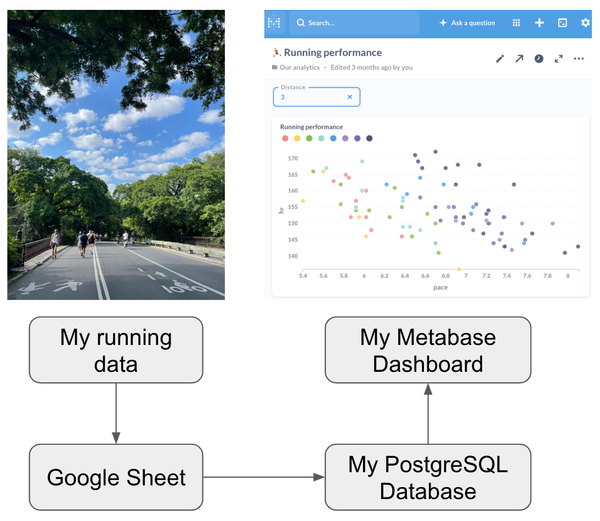 Search...
Ask a question
Running performance
Our analytics • Edited 3 months ago by you
Distance
3
Running performance
170
165
160
155
150
145
140
hr
5.4 5.6 5.8 6 6.2 6.4 6.6 6.8 7 7.2 7.4 7.6 7.8 8
pace
My running
data
My Metabase
Dashboard
Google Sheet
My PostgreSQL
Database